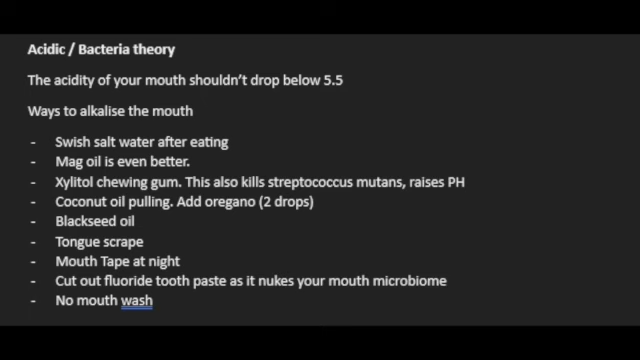 Acidic / Bacteria theory
The acidity of your mouth shouldn't drop below 5.5
Ways to alkalise the mouth
- Swish salt water after eating
- Mag oil is even better.
- Xylitol chewing gum. This also kills streptococcus mutans, raises PH
- Coconut oil pulling. Add oregano (2 drops)
- Blackseed oil
- Tongue scrape
- Mouth Tape at night
- Cut out fluoride tooth paste as it nukes your mouth microbiome
- No mouth wash